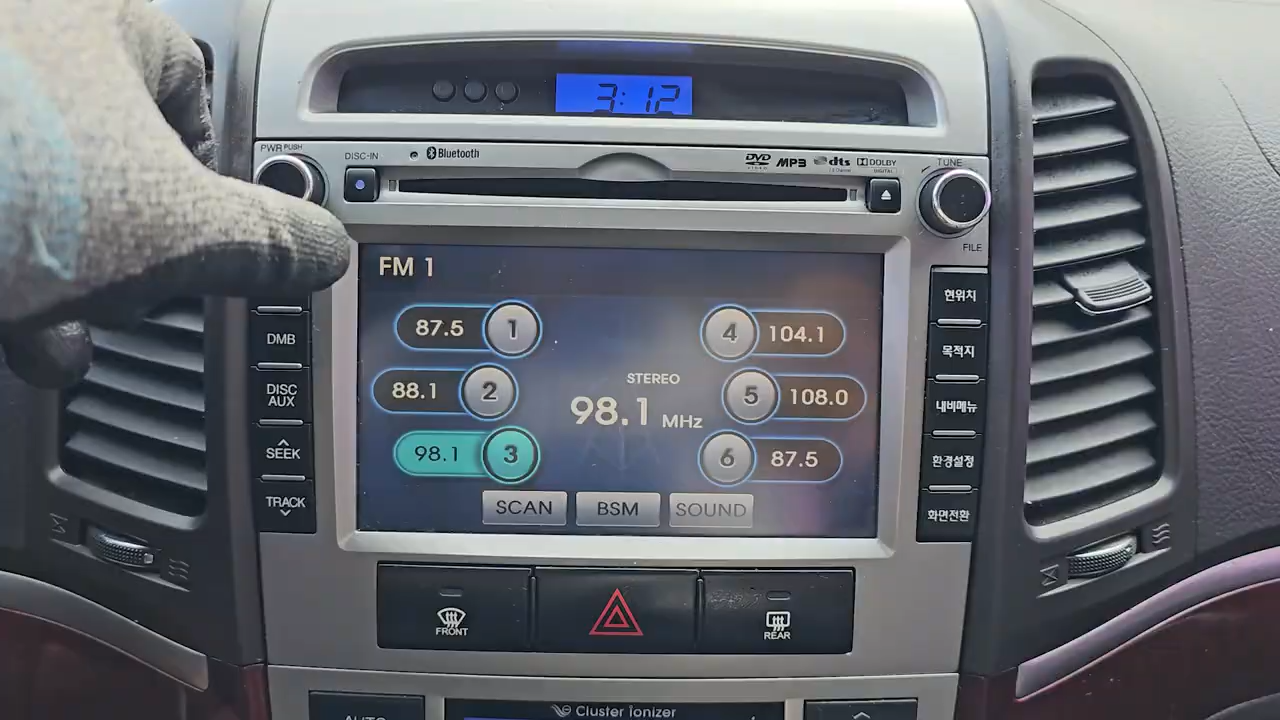 3:12
PWR PUSH
DISC-IN
Bluetooth
DVD
VIDEO
MP3
dts
DOLBY
DIGITAL
TUNE
FILE
FM 1
87.5 1
88.1 2
98.1 3
STEREO
98.1 MHz
4 104.1
5 108.0
6 87.5
SCAN
BSM
SOUND
DMB
DISC
AUX
SEEK
TRACK
현위치
목적지
내비메뉴
환경설정
화면전환
FRONT
REAR
AUTO
Cluster Ionizer